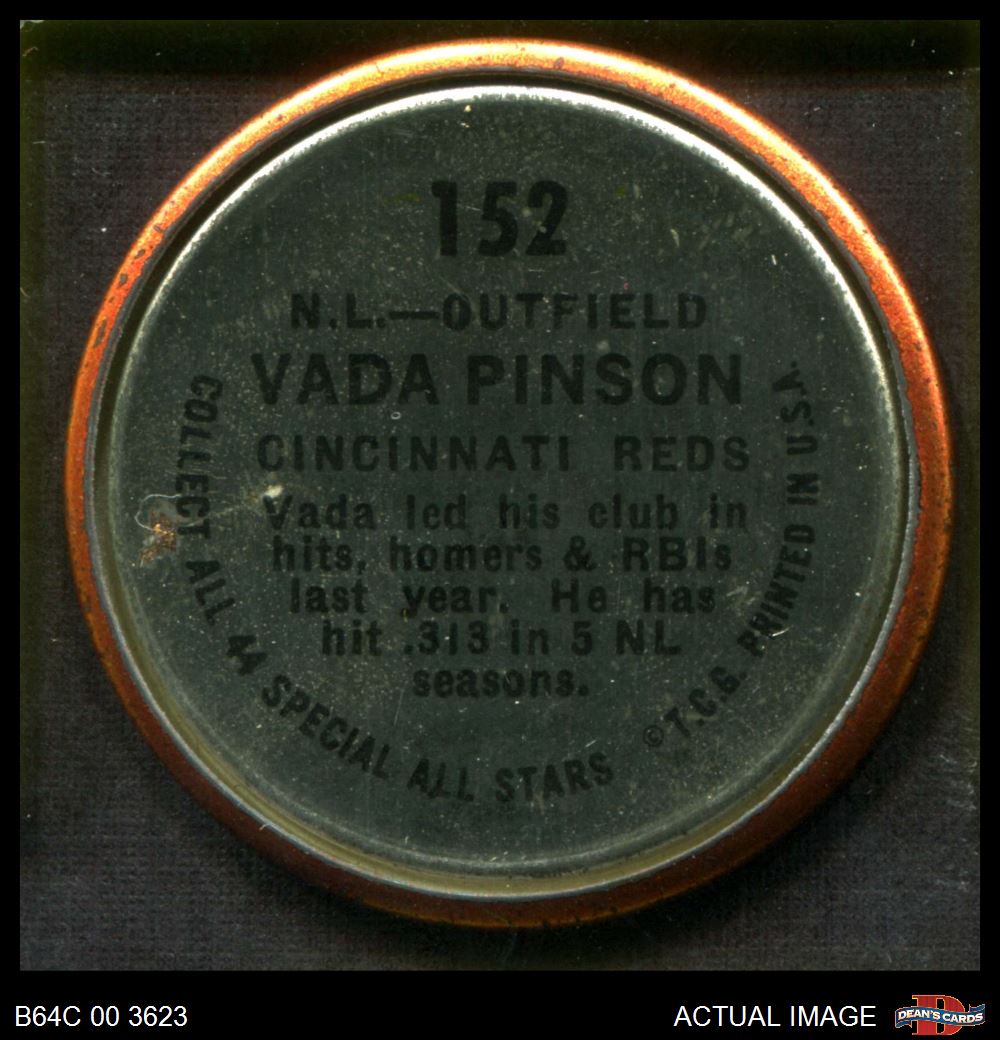 152
N.L.—OUTFIELD
VADA PINSON
CINCINNATI REDS
Vada led his club in
hits, homers & RBIs
last year. He has
hit .313 in 5 NL
seasons.
COLLECT ALL 44 SPECIAL ALL STARS
© T.C.G. PRINTED IN U.S.A.
B64C 00 3623
ACTUAL IMAGE
D
DEAN'S CARDS